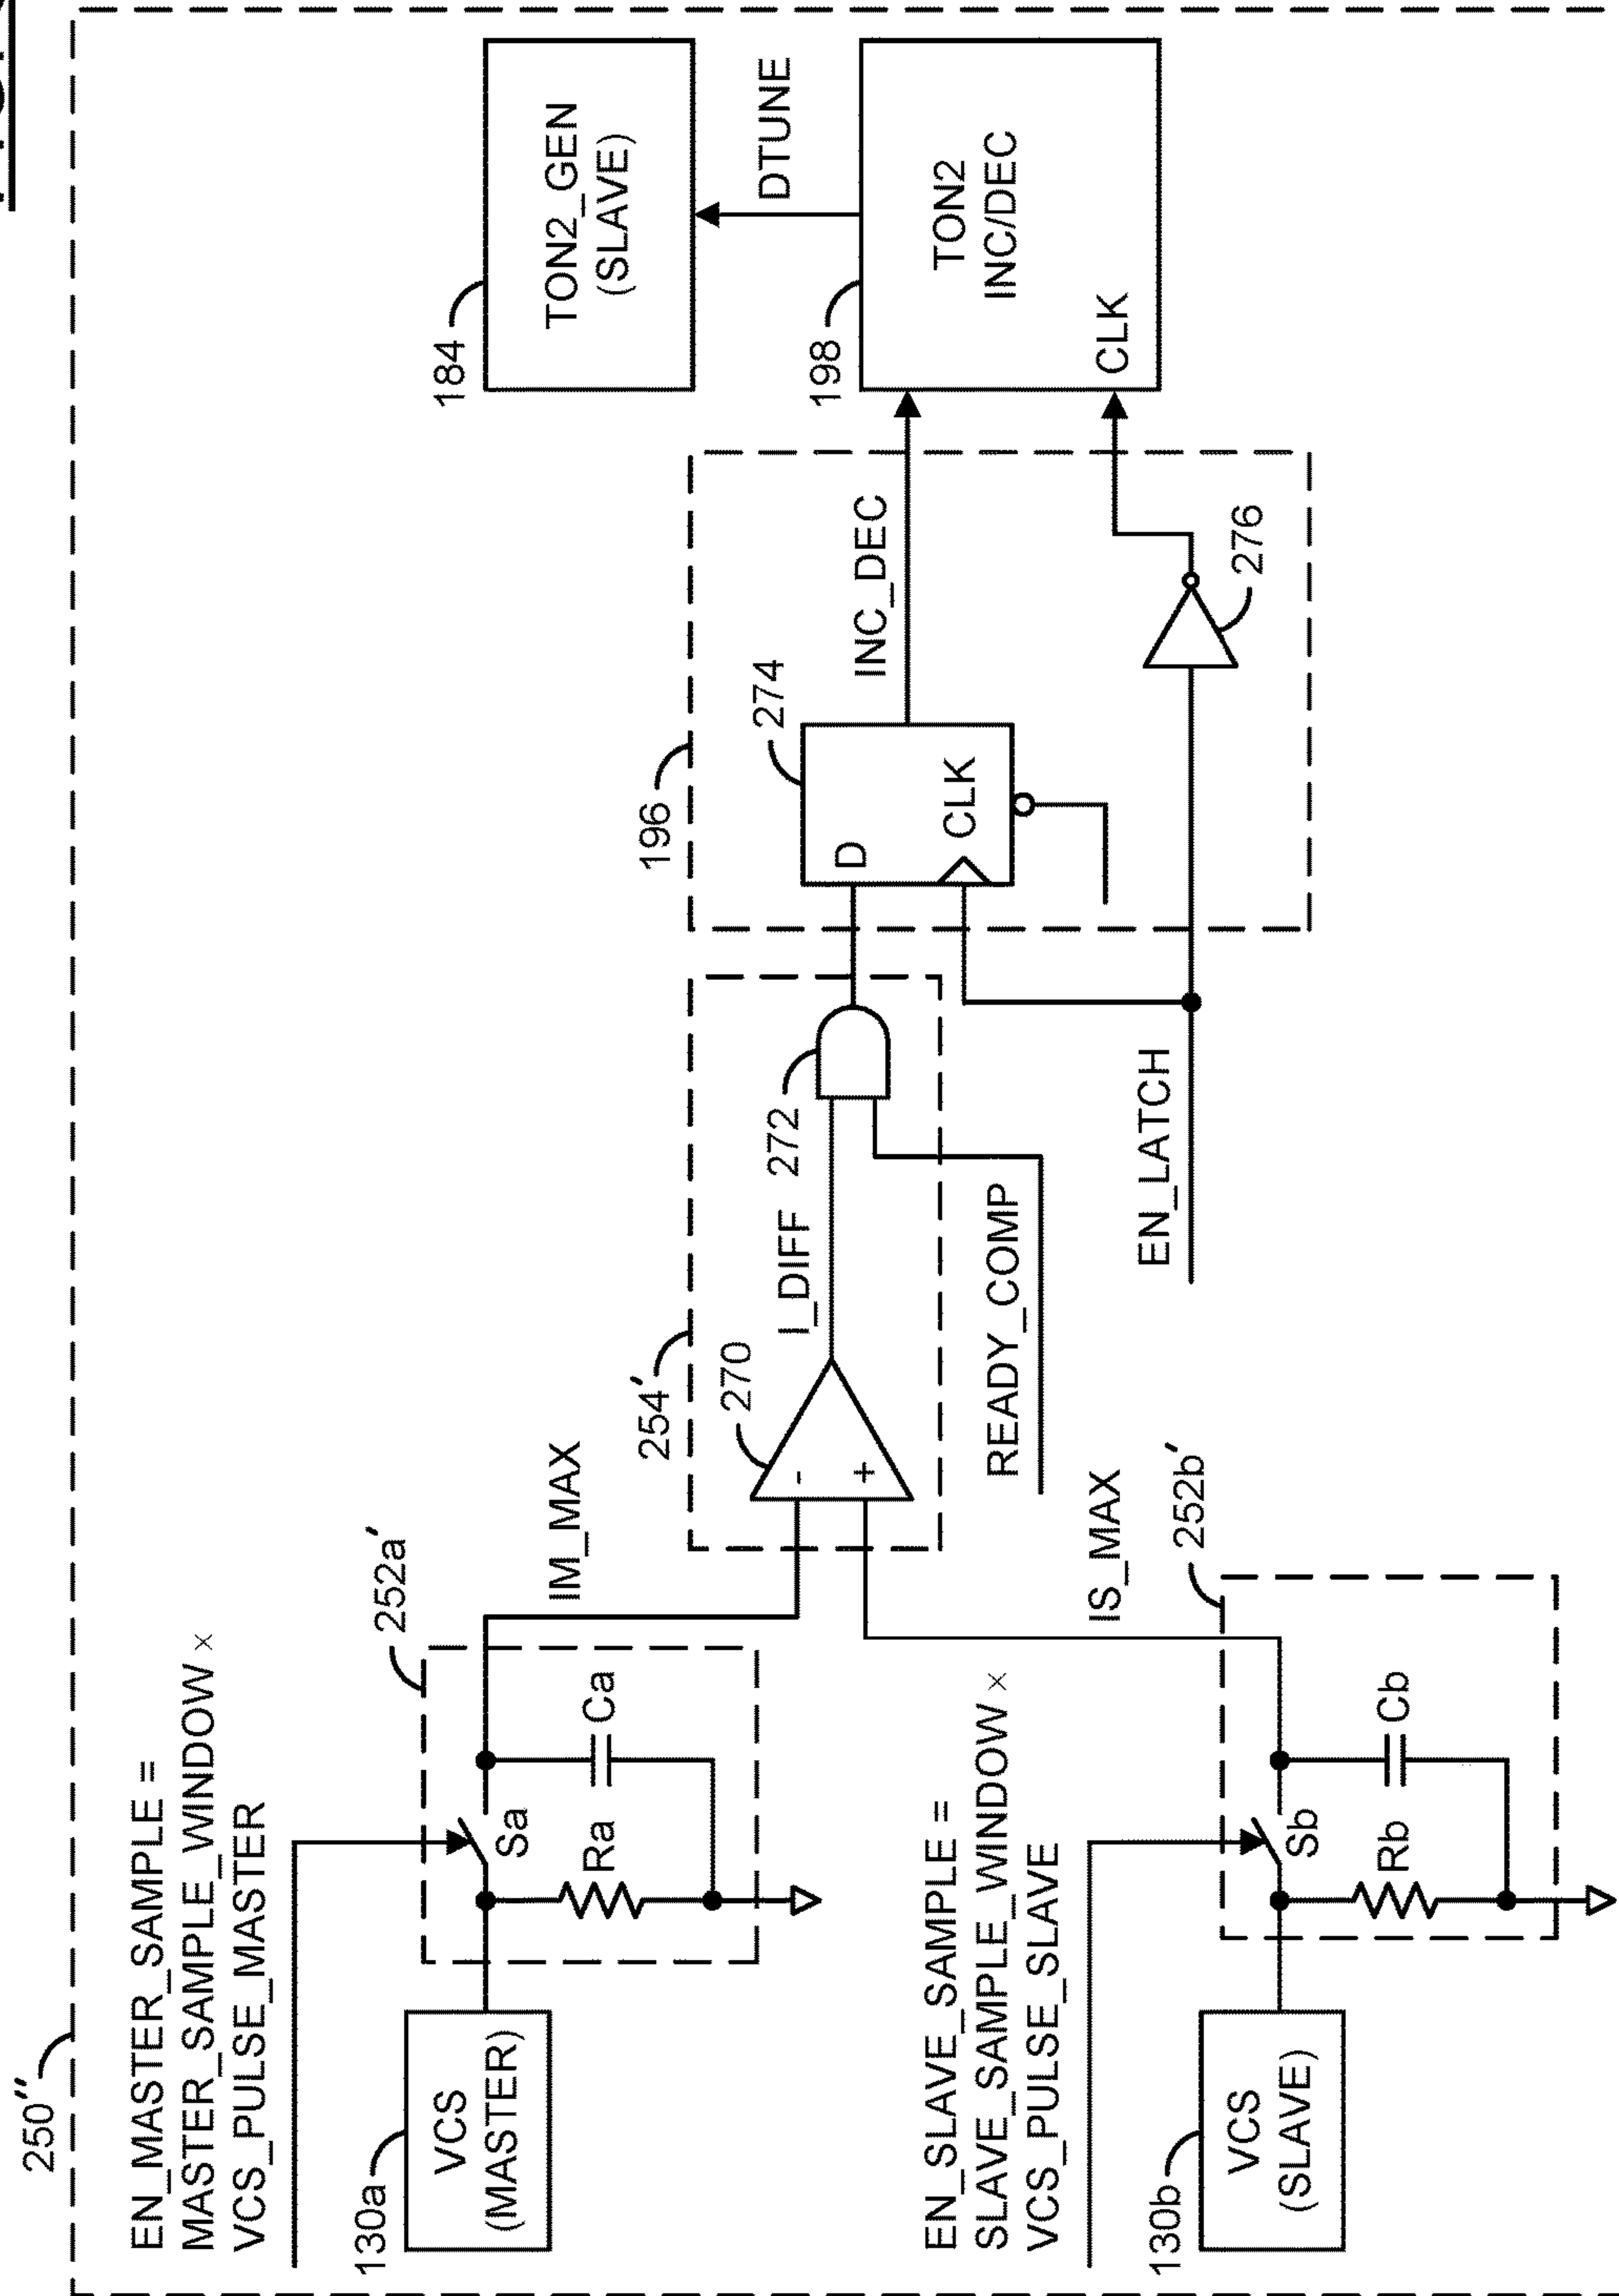 250''
EN_MASTER_SAMPLE =
MASTER_SAMPLE_WINDOW ×
VCS_PULSE_MASTER
130a
VCS
(MASTER)
252a'
Sa
Ra
Ca
IM_MAX
EN_SLAVE_SAMPLE =
SLAVE_SAMPLE_WINDOW ×
VCS_PULSE_SLAVE
130b
VCS
(SLAVE)
252b'
Sb
Rb
Cb
IS_MAX
254'
270
-
+
I_DIFF
272
READY_COMP
EN_LATCH
196
274
D
CLK
INC_DEC
276
184
TON2_GEN
(SLAVE)
DTUNE
198
TON2
INC/DEC
CLK